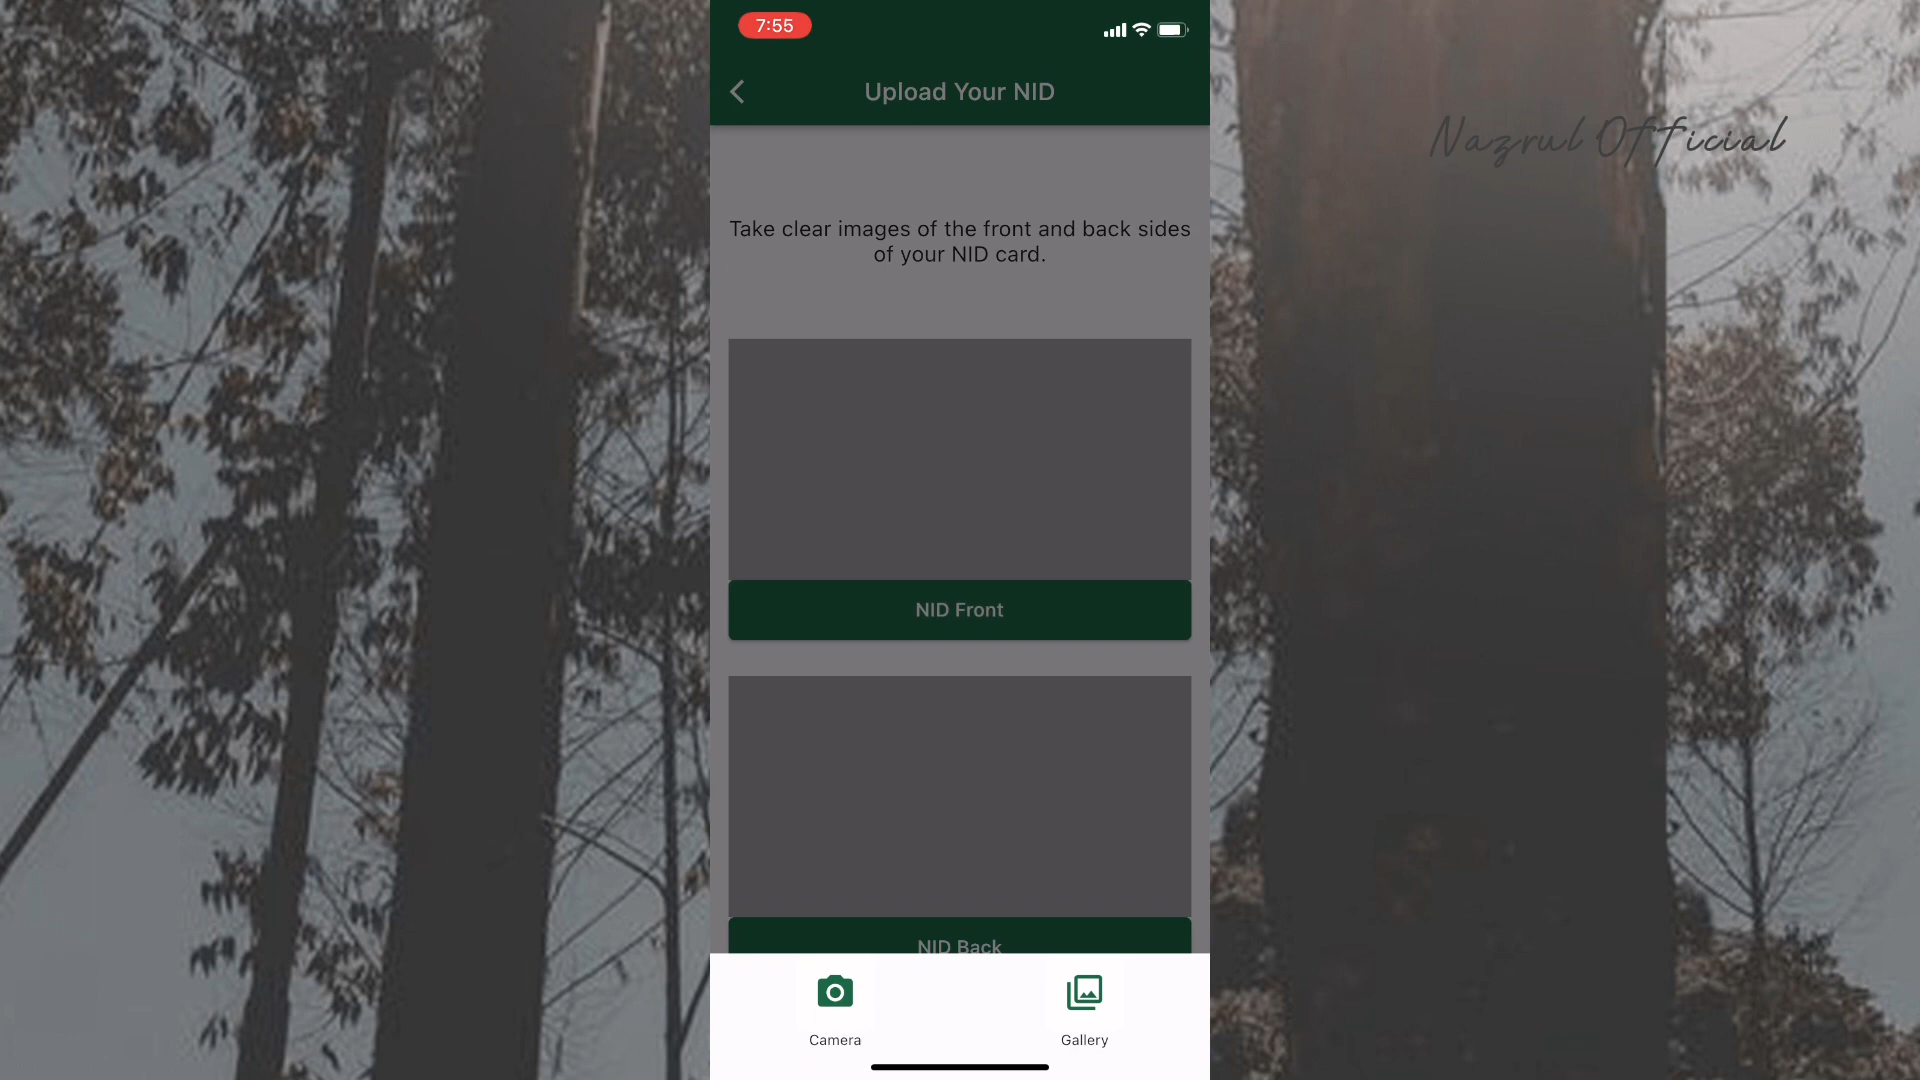 7:55
Upload Your NID
Nazrul Official
Take clear images of the front and back sides
of your NID card.
NID Front
NID Back
Camera
Gallery